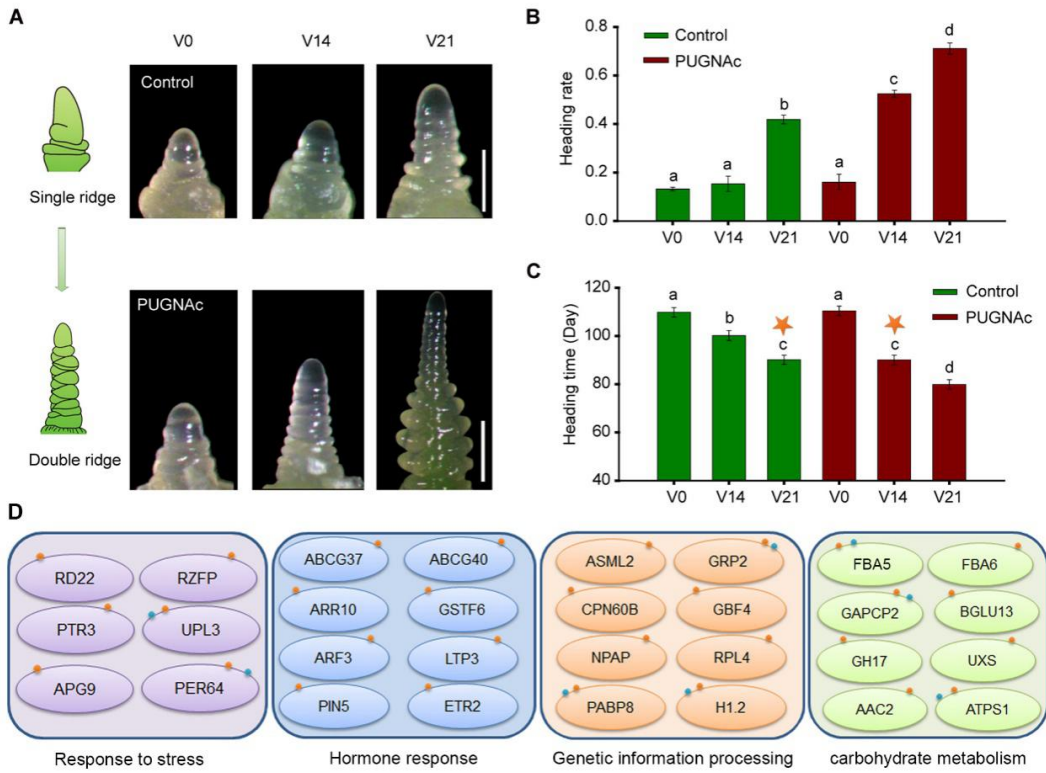 A
V0 V14 V21
Control
Single ridge
PUGNAc
Double ridge
B
Control
PUGNAc
Heading rate
0.8
0.6
0.4
0.2
0.0
a a b a c d
V0 V14 V21 V0 V14 V21
C
Control
PUGNAc
Heading time (Day)
120
100
80
60
40
a b c a c d
V0 V14 V21 V0 V14 V21
D
RD22 RZFP
PTR3 UPL3
APG9 PER64
Response to stress
ABCG37 ABCG40
ARR10 GSTF6
ARF3 LTP3
PIN5 ETR2
Hormone response
ASML2 GRP2
CPN60B GBF4
NPAP RPL4
PABP8 H1.2
Genetic information processing
FBA5 FBA6
GAPCP2 BGLU13
GH17 UXS
AAC2 ATPS1
carbohydrate metabolism